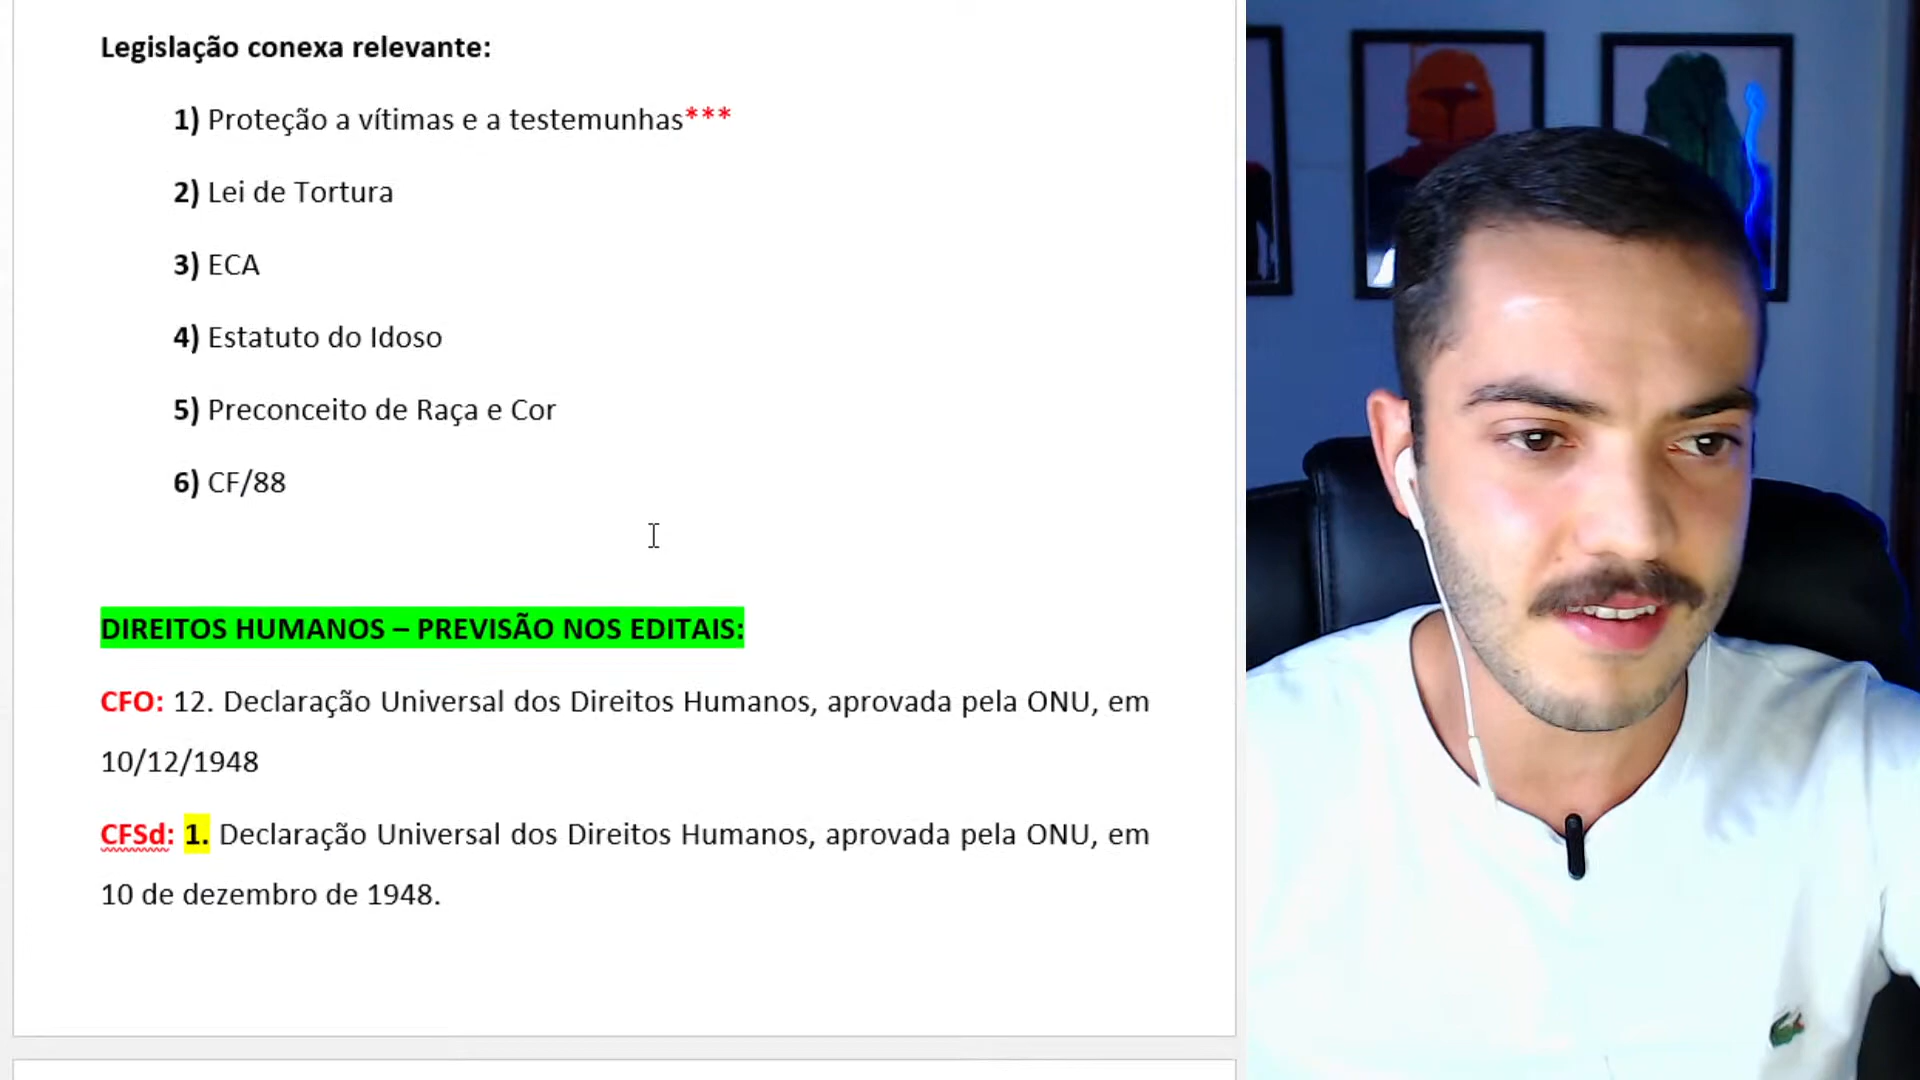 Legislação conexa relevante:
1) Proteção a vítimas e a testemunhas***
2) Lei de Tortura
3) ECA
4) Estatuto do Idoso
5) Preconceito de Raça e Cor
6) CF/88
DIREITOS HUMANOS – PREVISÃO NOS EDITAIS:
CFO: 12. Declaração Universal dos Direitos Humanos, aprovada pela ONU, em
10/12/1948
CFSd: 1. Declaração Universal dos Direitos Humanos, aprovada pela ONU, em
10 de dezembro de 1948.